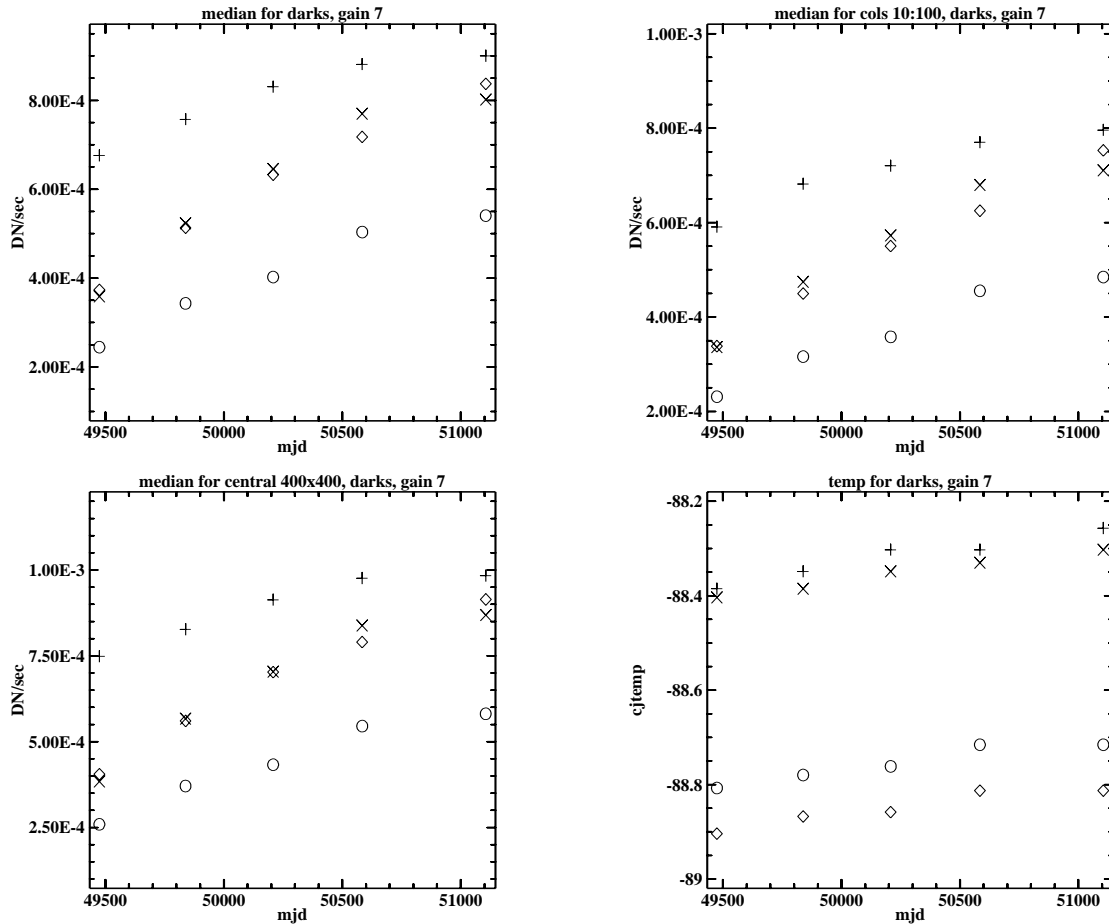 median for darks, gain 7
8.00E-4
6.00E-4
4.00E-4
2.00E-4
DN/sec
49500 50000 50500 51000
mjd
median for cols 10:100, darks, gain 7
1.00E-3
8.00E-4
6.00E-4
4.00E-4
2.00E-4
DN/sec
49500 50000 50500 51000
mjd
median for central 400x400, darks, gain 7
1.00E-3
7.50E-4
5.00E-4
2.50E-4
DN/sec
49500 50000 50500 51000
mjd
temp for darks, gain 7
-88.2
-88.4
-88.6
-88.8
-89
cjtemp
49500 50000 50500 51000
mjd